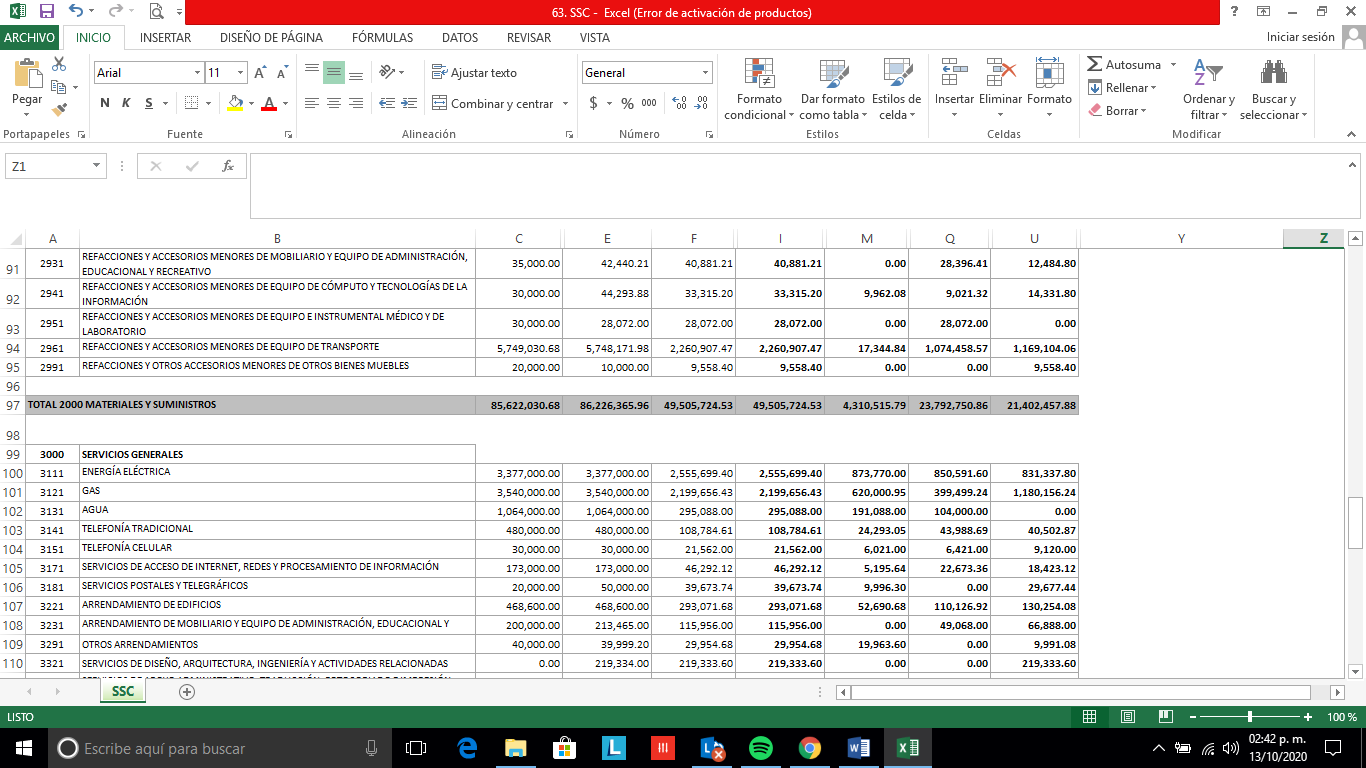 63. SSC - Excel (Error de activación de productos)
ARCHIVO INICIO INSERTAR DISEÑO DE PÁGINA FÓRMULAS DATOS REVISAR VISTA Iniciar sesión
Pegar
Portapapeles
Arial 11
N K S
Fuente
Ajustar texto
Combinar y centrar
Alineación
General
$ % 000
Número
Formato condicional
Dar formato como tabla
Estilos de celda
Estilos
Insertar Eliminar Formato
Celdas
Autosuma
Rellenar
Borrar
Ordenar y filtrar
Buscar y seleccionar
Modificar
Z1 fx
A B C E F I M Q U Y Z
91 2931 REFACCIONES Y ACCESORIOS MENORES DE MOBILIARIO Y EQUIPO DE ADMINISTRACIÓN, EDUCACIONAL Y RECREATIVO 35,000.00 42,440.21 40,881.21 40,881.21 0.00 28,396.41 12,484.80
92 2941 REFACCIONES Y ACCESORIOS MENORES DE EQUIPO DE CÓMPUTO Y TECNOLOGÍAS DE LA INFORMACIÓN 30,000.00 44,293.88 33,315.20 33,315.20 9,962.08 9,021.32 14,331.80
93 2951 REFACCIONES Y ACCESORIOS MENORES DE EQUIPO E INSTRUMENTAL MÉDICO Y DE LABORATORIO 30,000.00 28,072.00 28,072.00 28,072.00 0.00 28,072.00 0.00
94 2961 REFACCIONES Y ACCESORIOS MENORES DE EQUIPO DE TRANSPORTE 5,749,030.68 5,748,171.98 2,260,907.47 2,260,907.47 17,344.84 1,074,458.57 1,169,104.06
95 2991 REFACCIONES Y OTROS ACCESORIOS MENORES DE OTROS BIENES MUEBLES 20,000.00 10,000.00 9,558.40 9,558.40 0.00 0.00 9,558.40
96
97 TOTAL 2000 MATERIALES Y SUMINISTROS 85,622,030.68 86,226,365.96 49,505,724.53 49,505,724.53 4,310,515.79 23,792,750.86 21,402,457.88
98
99 3000 SERVICIOS GENERALES
100 3111 ENERGÍA ELÉCTRICA 3,377,000.00 3,377,000.00 2,555,699.40 2,555,699.40 873,770.00 850,591.60 831,337.80
101 3121 GAS 3,540,000.00 3,540,000.00 2,199,656.43 2,199,656.43 620,000.95 399,499.24 1,180,156.24
102 3131 AGUA 1,064,000.00 1,064,000.00 295,088.00 295,088.00 191,088.00 104,000.00 0.00
103 3141 TELEFONÍA TRADICIONAL 480,000.00 480,000.00 108,784.61 108,784.61 24,293.05 43,988.69 40,502.87
104 3151 TELEFONÍA CELULAR 30,000.00 30,000.00 21,562.00 21,562.00 6,021.00 6,421.00 9,120.00
105 3171 SERVICIOS DE ACCESO DE INTERNET, REDES Y PROCESAMIENTO DE INFORMACIÓN 173,000.00 173,000.00 46,292.12 46,292.12 5,195.64 22,673.36 18,423.12
106 3181 SERVICIOS POSTALES Y TELEGRÁFICOS 20,000.00 50,000.00 39,673.74 39,673.74 9,996.30 0.00 29,677.44
107 3221 ARRENDAMIENTO DE EDIFICIOS 468,600.00 468,600.00 293,071.68 293,071.68 52,690.68 110,126.92 130,254.08
108 3231 ARRENDAMIENTO DE MOBILIARIO Y EQUIPO DE ADMINISTRACIÓN, EDUCACIONAL Y 200,000.00 213,465.00 115,956.00 115,956.00 0.00 49,068.00 66,888.00
109 3291 OTROS ARRENDAMIENTOS 40,000.00 39,999.20 29,954.68 29,954.68 19,963.60 0.00 9,991.08
110 3321 SERVICIOS DE DISEÑO, ARQUITECTURA, INGENIERÍA Y ACTIVIDADES RELACIONADAS 0.00 219,334.00 219,333.60 219,333.60 0.00 0.00 219,333.60
SSC
LISTO 100 %
Escribe aquí para buscar
02:42 p. m.
13/10/2020